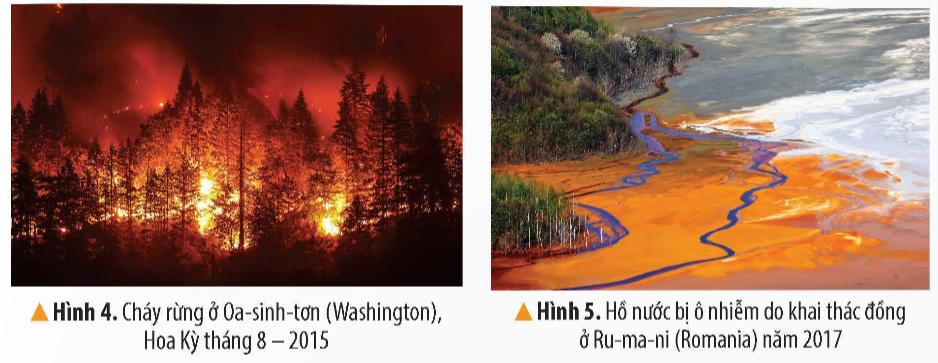 ▲ Hình 4. Cháy rừng ở Oa-sinh-tơn (Washington),
Hoa Kỳ tháng 8 – 2015
▲ Hình 5. Hồ nước bị ô nhiễm do khai thác đồng
ở Ru-ma-ni (Romania) năm 2017